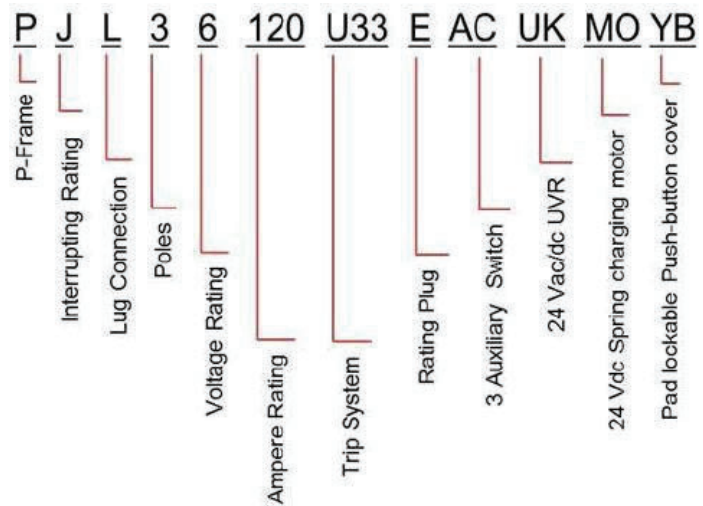 P J L 3 6 120 U33 E AC UK MO YB
P-Frame
Interrupting Rating
Lug Connection
Poles
Voltage Rating
Ampere Rating
Trip System
Rating Plug
3 Auxiliary Switch
24 Vac/dc UVR
24 Vdc Spring charging motor
Pad lockable Push-button cover